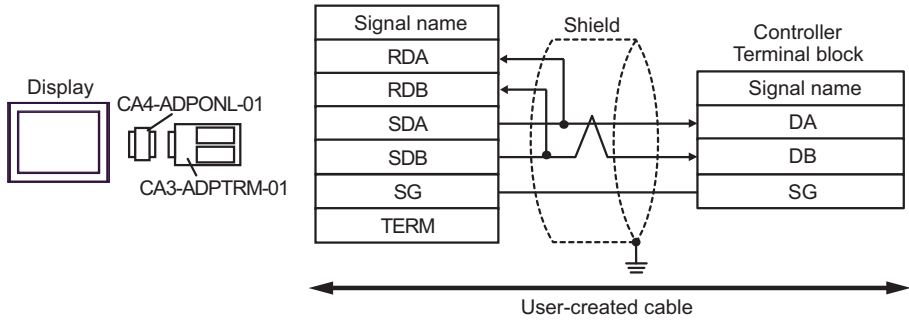 Display
CA4-ADPONL-01
CA3-ADPTRM-01
Signal name
RDA
RDB
SDA
SDB
SG
TERM
Shield
Controller
Terminal block
Signal name
DA
DB
SG
User-created cable